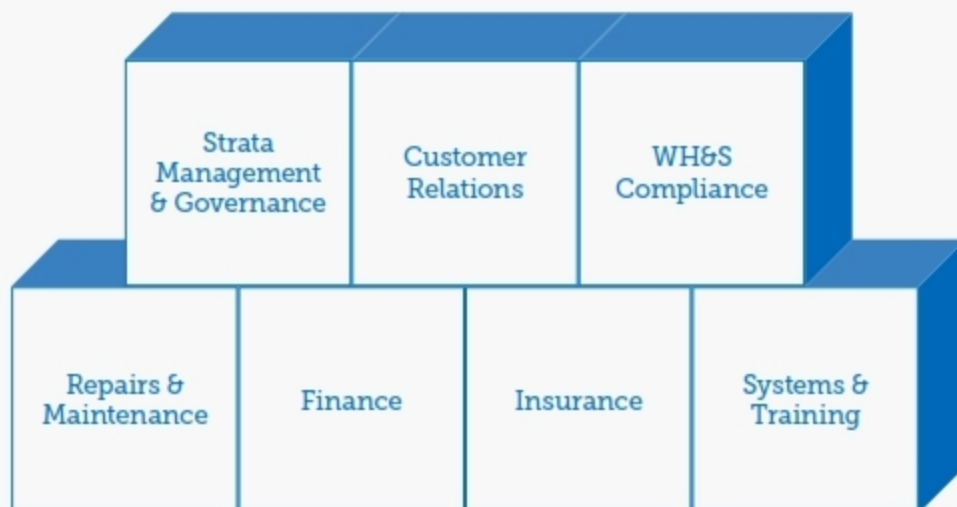 Strata
Management
& Governance
Customer
Relations
WH&S
Compliance
Repairs &
Maintenance
Finance
Insurance
Systems &
Training